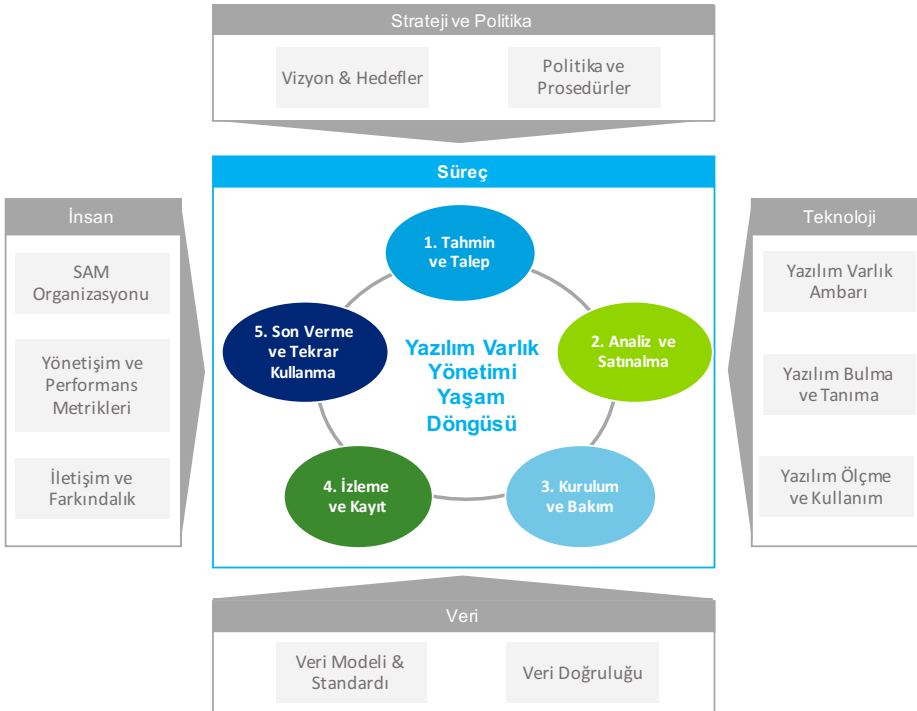 Strateji ve Politika
Vizyon & Hedefler
Politika ve
Prosedürler
Süreç
İnsan
SAM
Organizasyonu
Yönetişim ve
Performans
Metrikleri
İletişim ve
Farkındalık
1. Tahmin
ve Talep
5. Son Verme
ve Tekrar
Kullanma
Yazılım Varlık
Yönetimi
Yaşam
Döngüsü
2. Analiz ve
Satınalma
4. İzleme
ve Kayıt
3. Kurulum
ve Bakım
Teknoloji
Yazılım Varlık
Ambarı
Yazılım Bulma
ve Tanıma
Yazılım Ölçme
ve Kullanım
Veri
Veri Modeli &
Standardı
Veri Doğruluğu